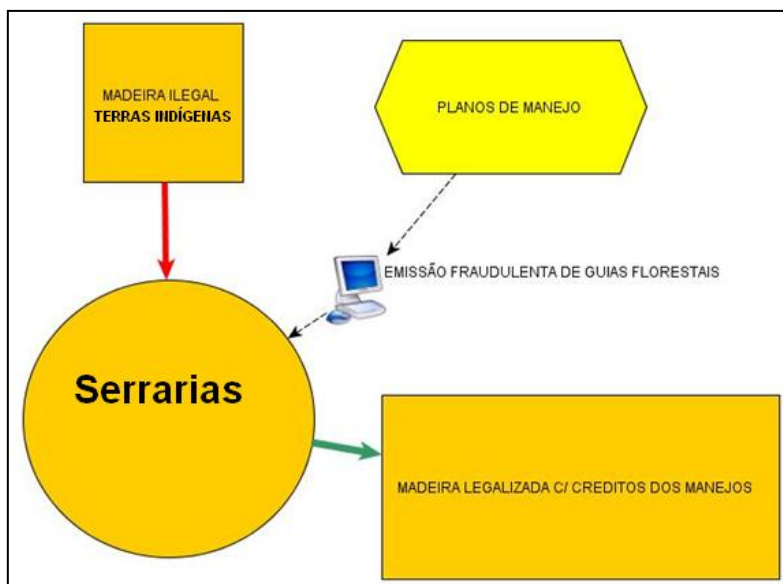 MADEIRA ILEGAL
TERRAS INDÍGENAS
PLANOS DE MANEJO
EMISSÃO FRAUDULENTA DE GUIAS FLORESTAIS
Serrarias
MADEIRA LEGALIZADA C/ CREDITOS DOS MANEJOS